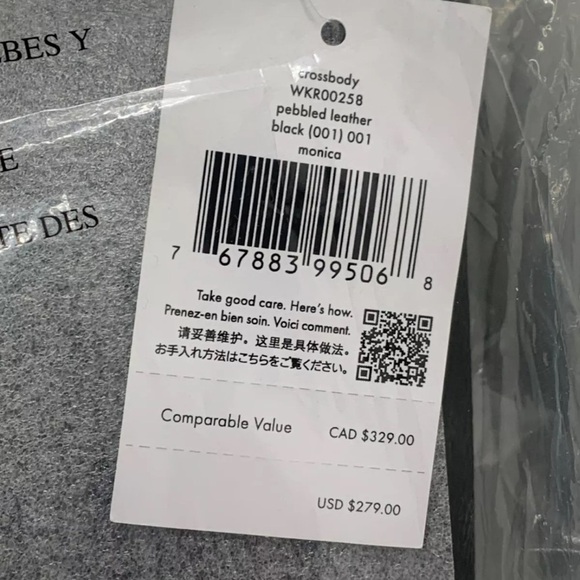 BES Y
E
TE DES
crossbody
WKR00258
pebbled leather
black (001) 001
monica
7 67883 99506 8
Take good care. Here's how.
Prenez-en bien soin. Voici comment.
请妥善维护。这里是具体做法。
お手入れ方法はこちらをご覧ください。
Comparable Value CAD $329.00
USD $279.00